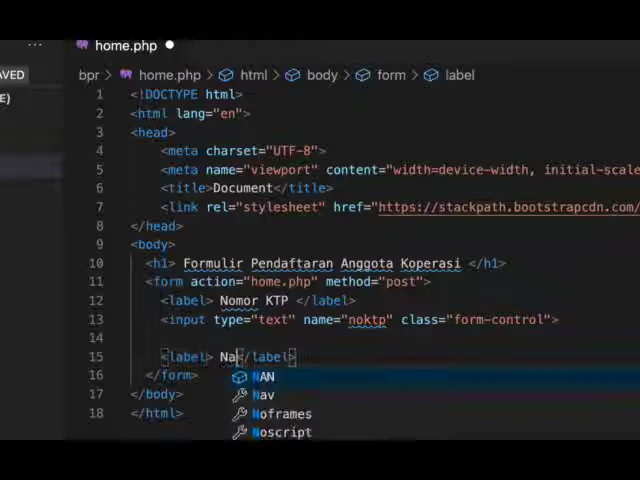 ... home.php
AVED
E)
bpr > home.php > html > body > form > label
1 <!DOCTYPE html>
2 <html lang="en">
3 <head>
4 <meta charset="UTF-8">
5 <meta name="viewport" content="width=device-width, initial-scale
6 <title>Document</title>
7 <link rel="stylesheet" href="https://stackpath.bootstrapcdn.com/
8 </head>
9 <body>
10 <h1> Formulir Pendaftaran Anggota Koperasi </h1>
11 <form action="home.php" method="post">
12 <label> Nomor KTP </label>
13 <input type="text" name="noktp" class="form-control">
14
15 <label> Na</label>
16 </form>
NAN
17 </body>
Nav
18 </html>
Noframes
Noscript